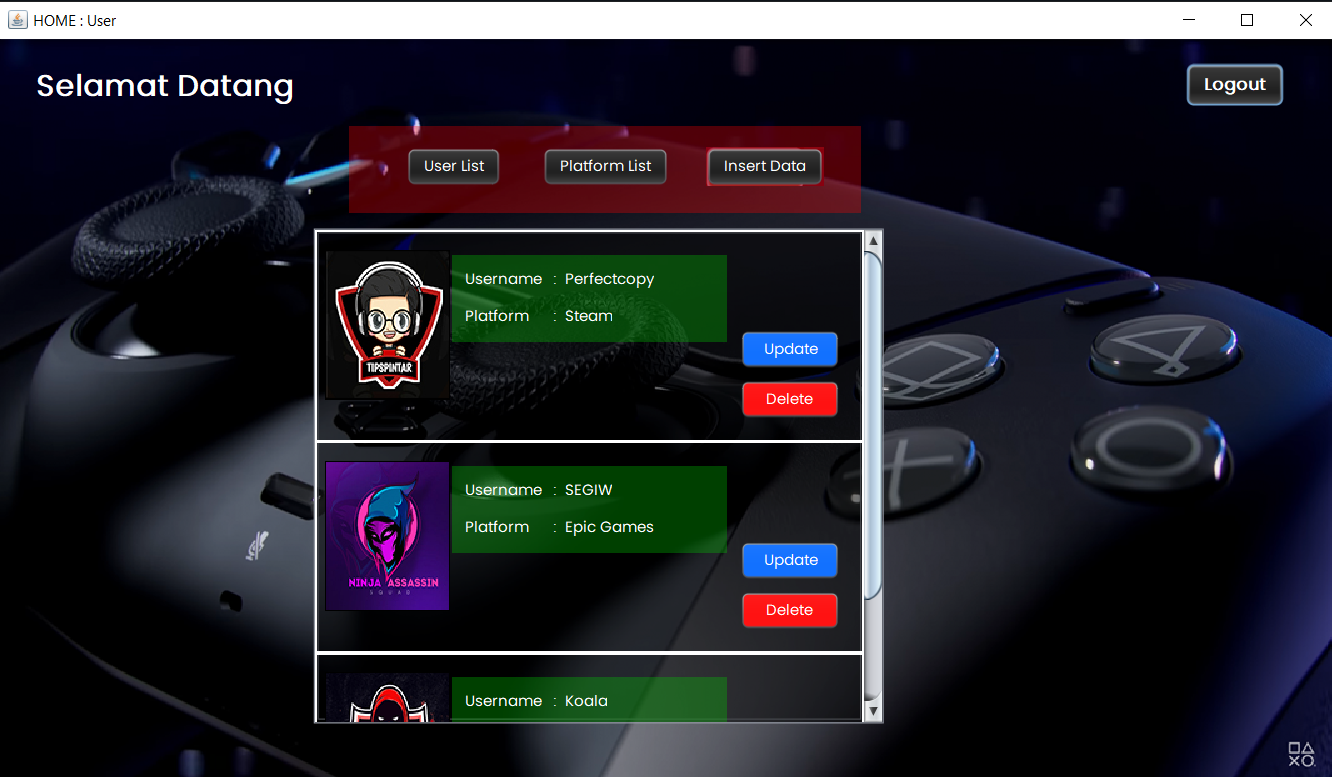 HOME : User
Selamat Datang
Logout
User List
Platform List
Insert Data
Username : Perfectcopy
Platform : Steam
TIPSPINTAR
Update
Delete
Username : SEGIW
Platform : Epic Games
NINJA ASSASSIN
SQUAD
Update
Delete
Username : Koala